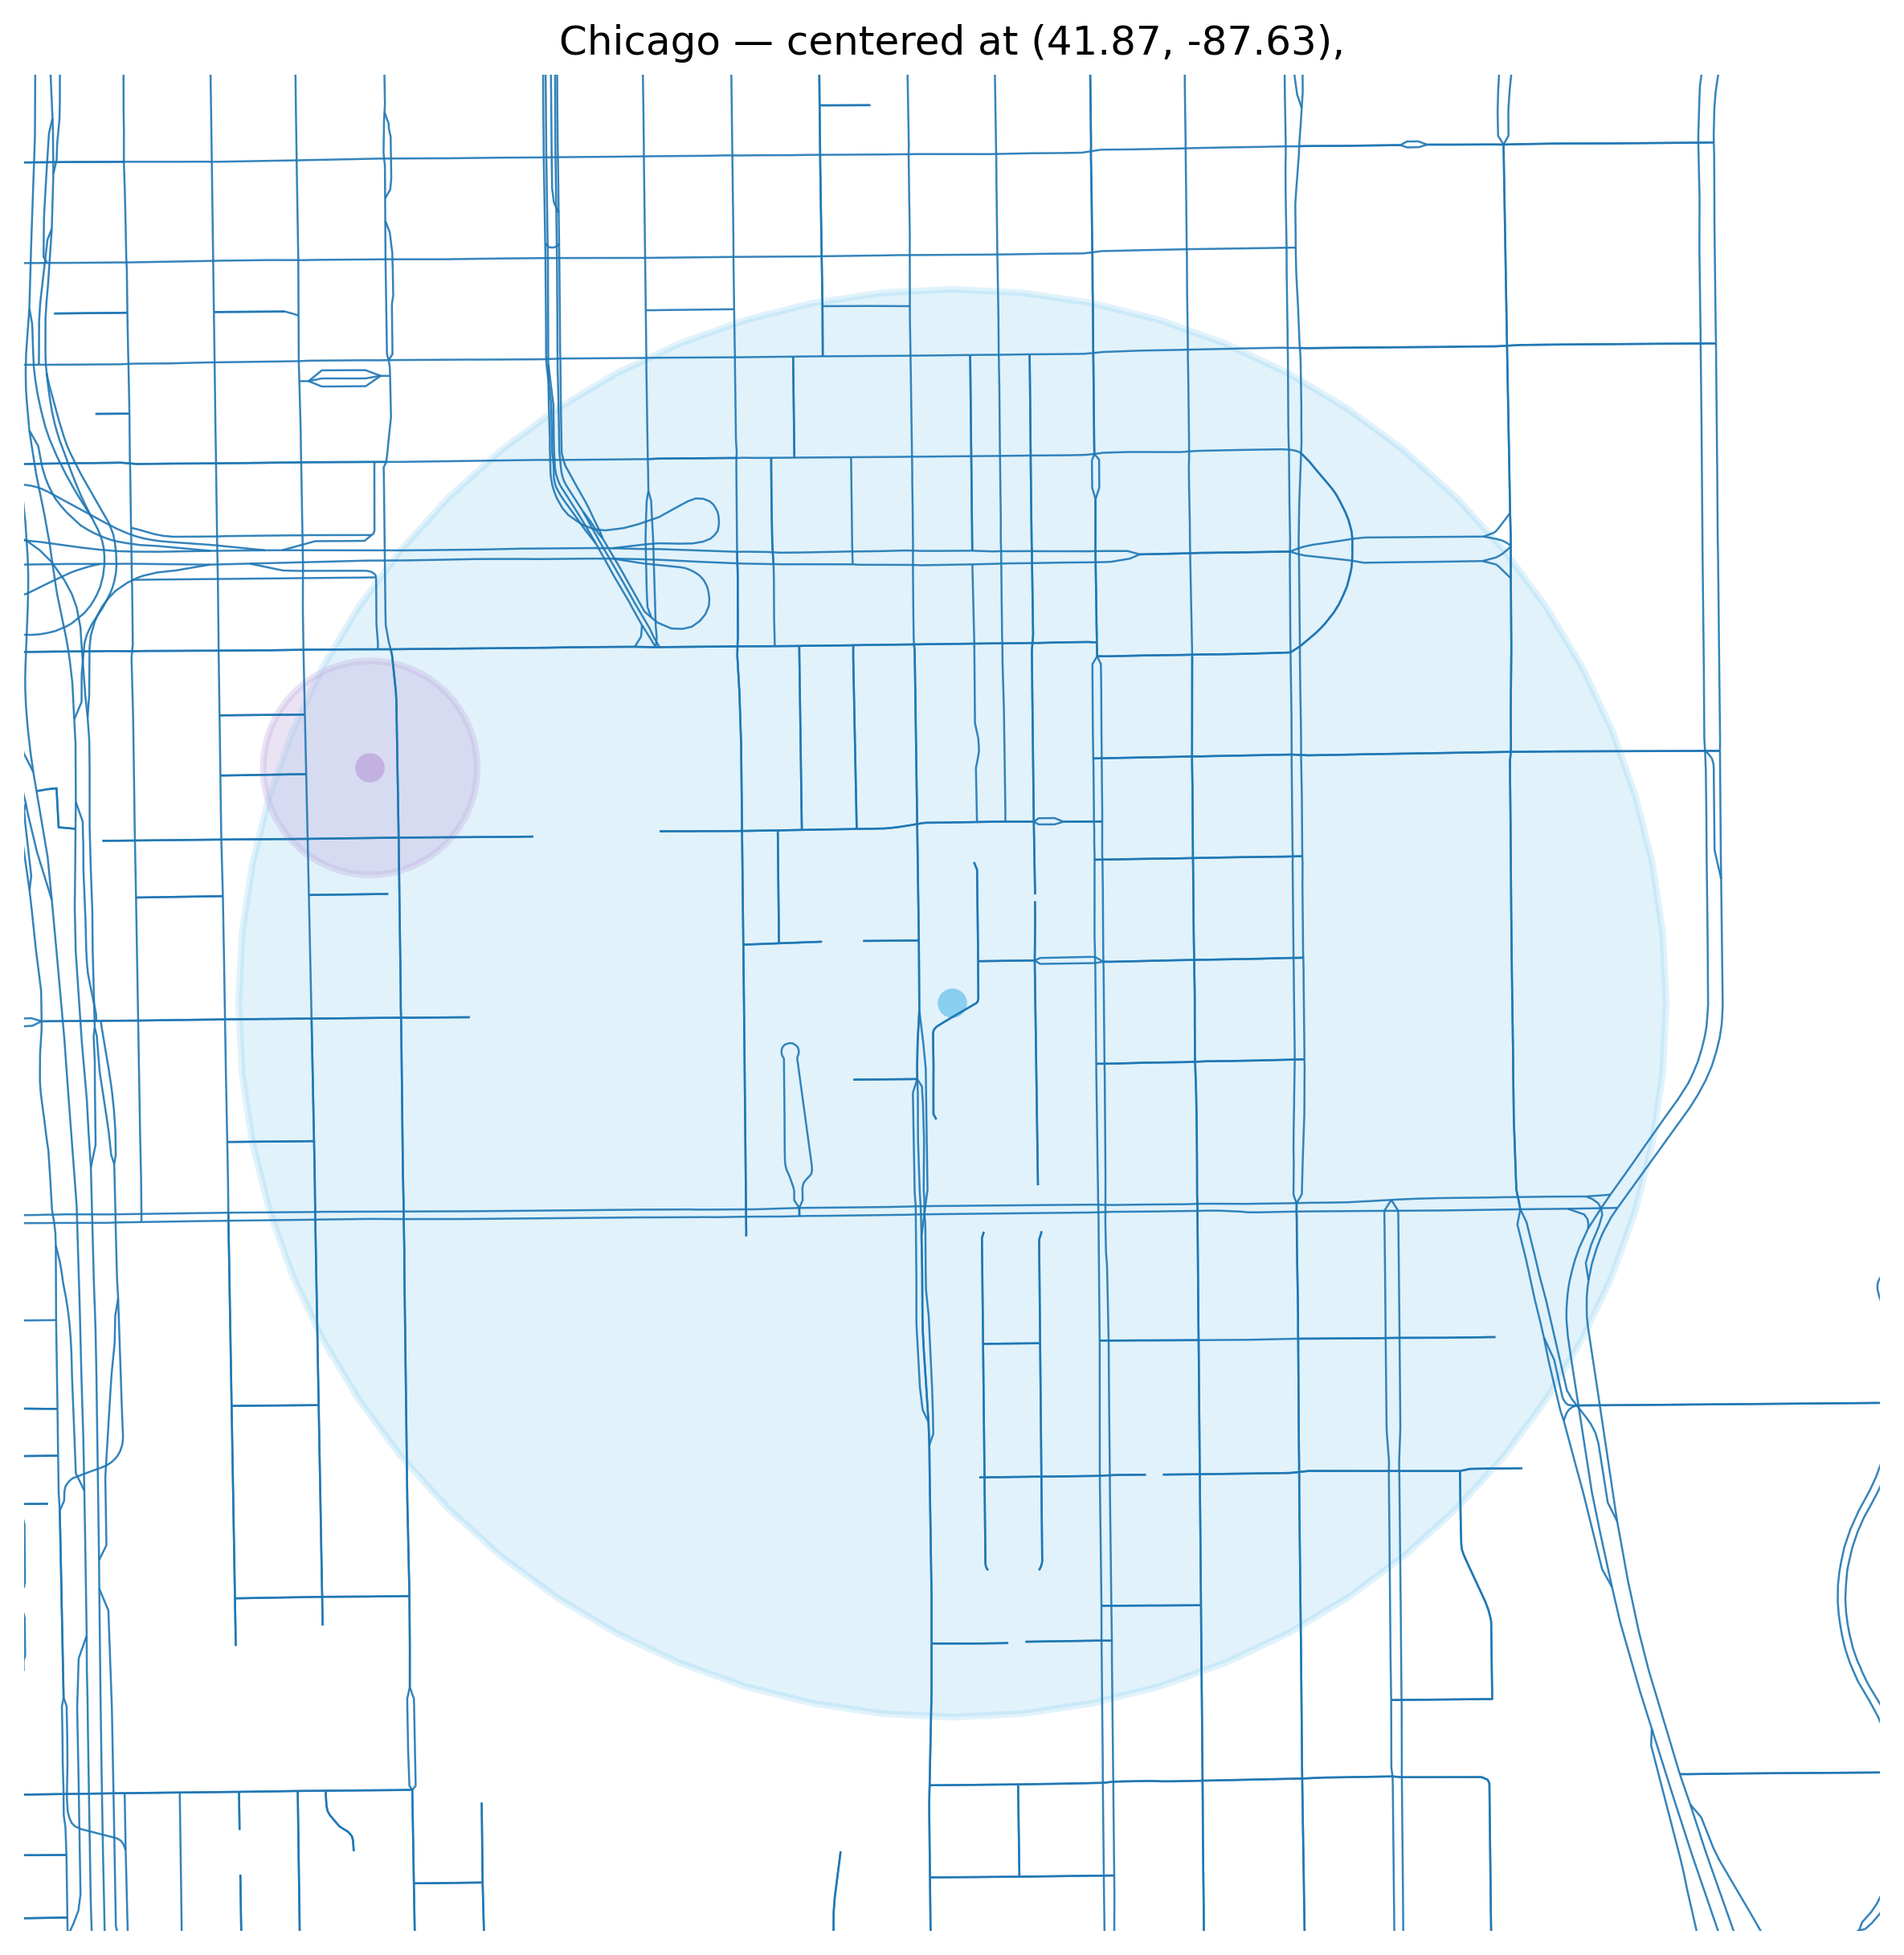 Chicago — centered at (41.87, -87.63),